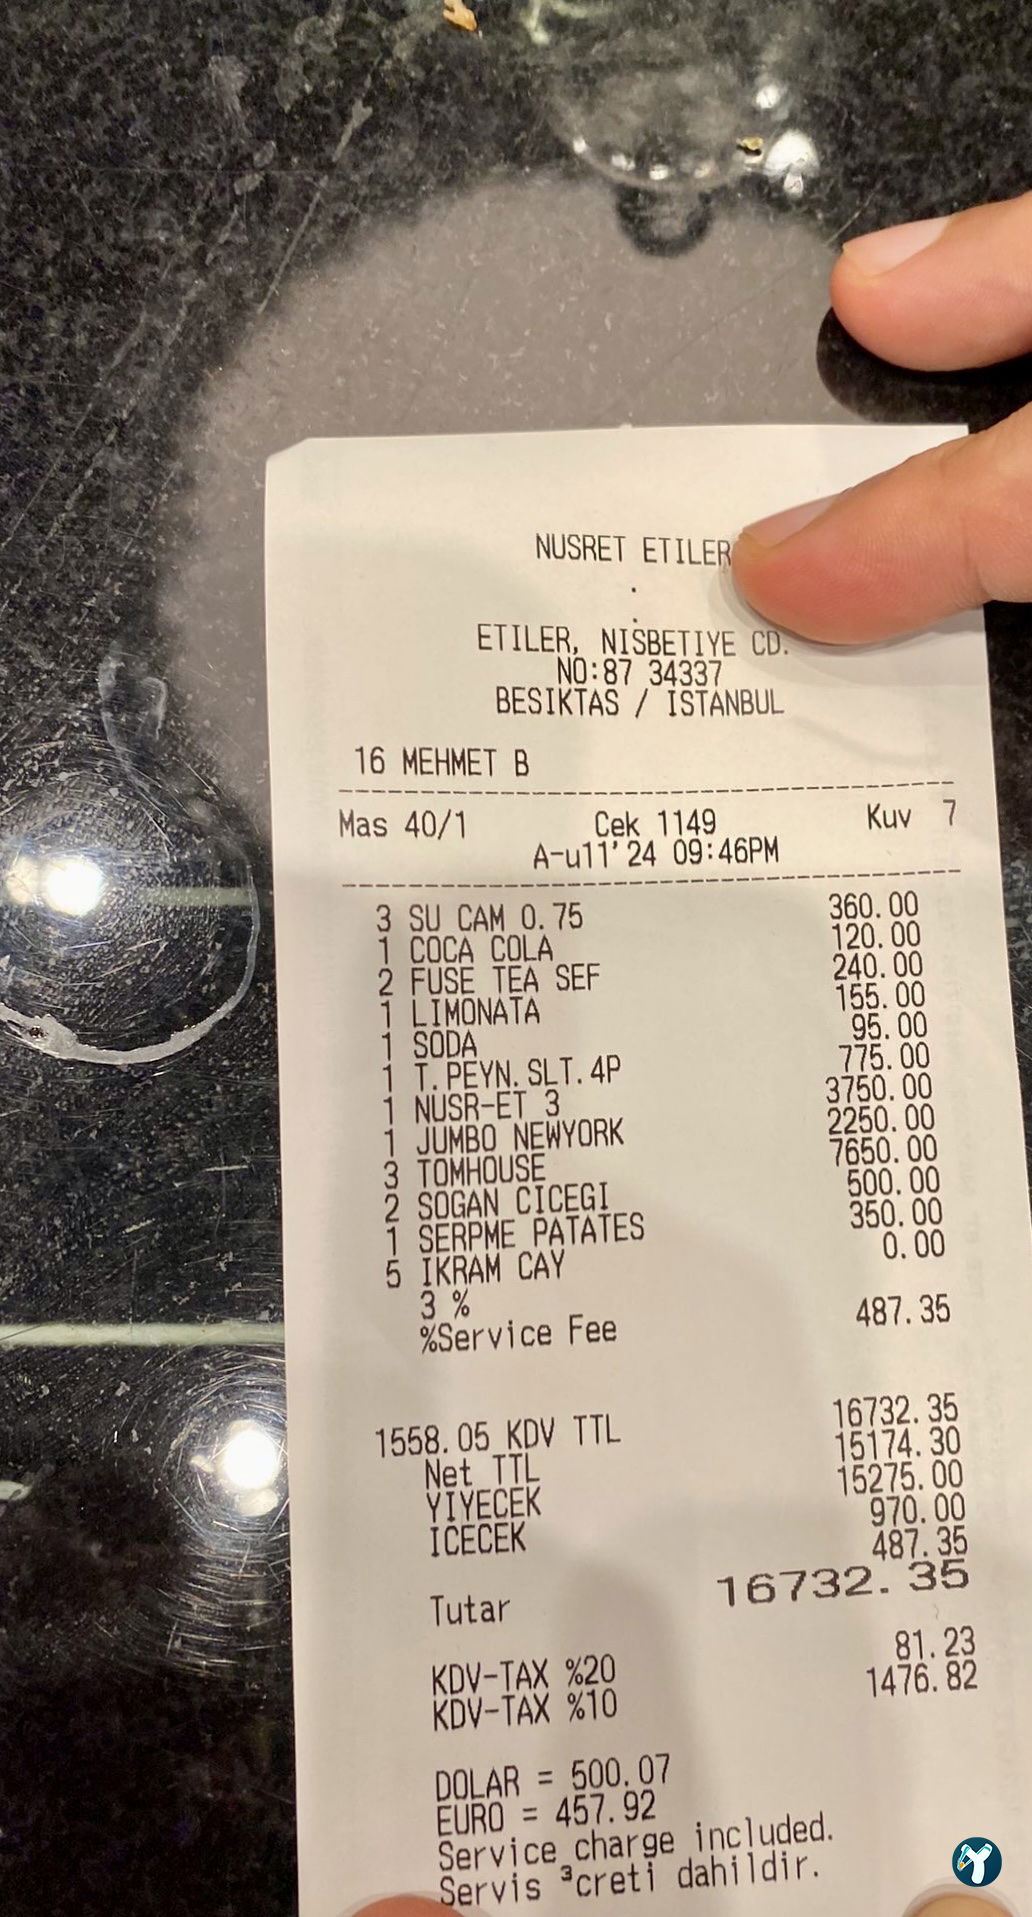 NUSRET ETILER
.
.
ETILER, NISBETIYE CD.
NO:87 34337
BESIKTAS / ISTANBUL
16 MEHMET B
Mas 40/1 Cek 1149 Kuv 7
A-u11'24 09:46PM
3 SU CAM 0.75 360.00
1 COCA COLA 120.00
2 FUSE TEA SEF 240.00
1 LIMONATA 155.00
1 SODA 95.00
1 T.PEYN.SLT.4P 775.00
1 NUSR-ET 3 3750.00
1 JUMBO NEWYORK 2250.00
3 TOMHOUSE 7650.00
2 SOGAN CICEGI 500.00
1 SERPME PATATES 350.00
5 IKRAM CAY 0.00
3 %
%Service Fee 487.35
1558.05 KDV TTL 16732.35
Net TTL 15174.30
YIYECEK 15275.00
ICECEK 970.00
487.35
Tutar 16732.35
KDV-TAX %20 81.23
KDV-TAX %10 1476.82
DOLAR = 500.07
EURO = 457.92
Service charge included.
Servis ³creti dahildir.